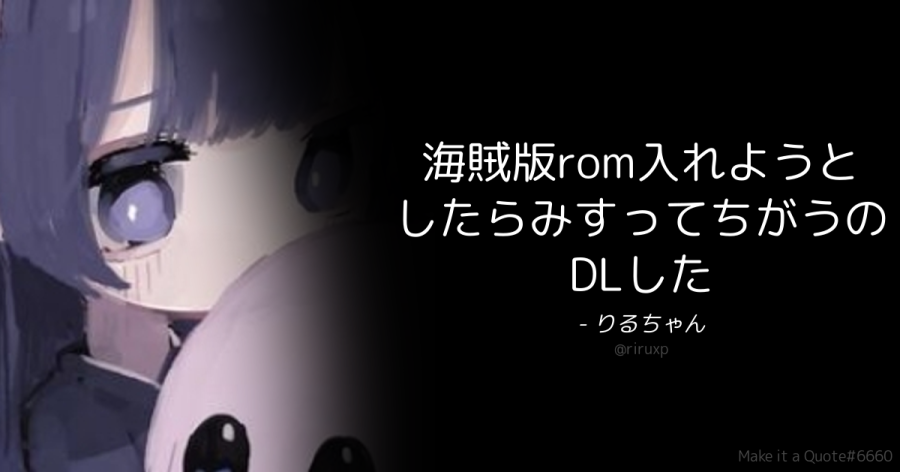 海賊版rom入れようと
したらみすってちがうの
DLした
- りるちゃん
@riruxp
Make it a Quote#6660